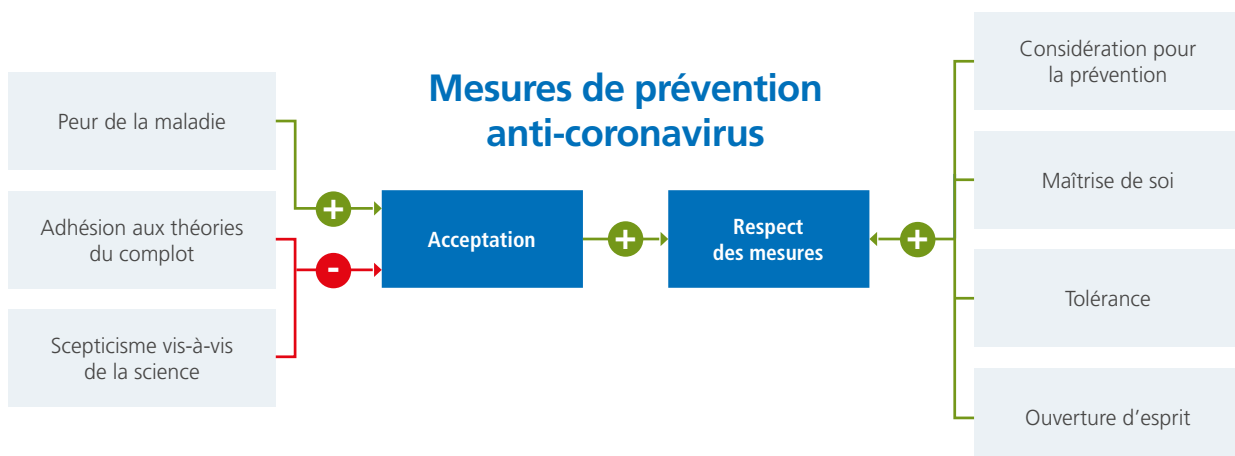 Mesures de prévention
anti-coronavirus
Peur de la maladie
Adhésion aux théories
du complot
Scepticisme vis-à-vis
de la science
+
-
Acceptation
+
Respect
des mesures
+
Considération pour
la prévention
Maîtrise de soi
Tolérance
Ouverture d'esprit